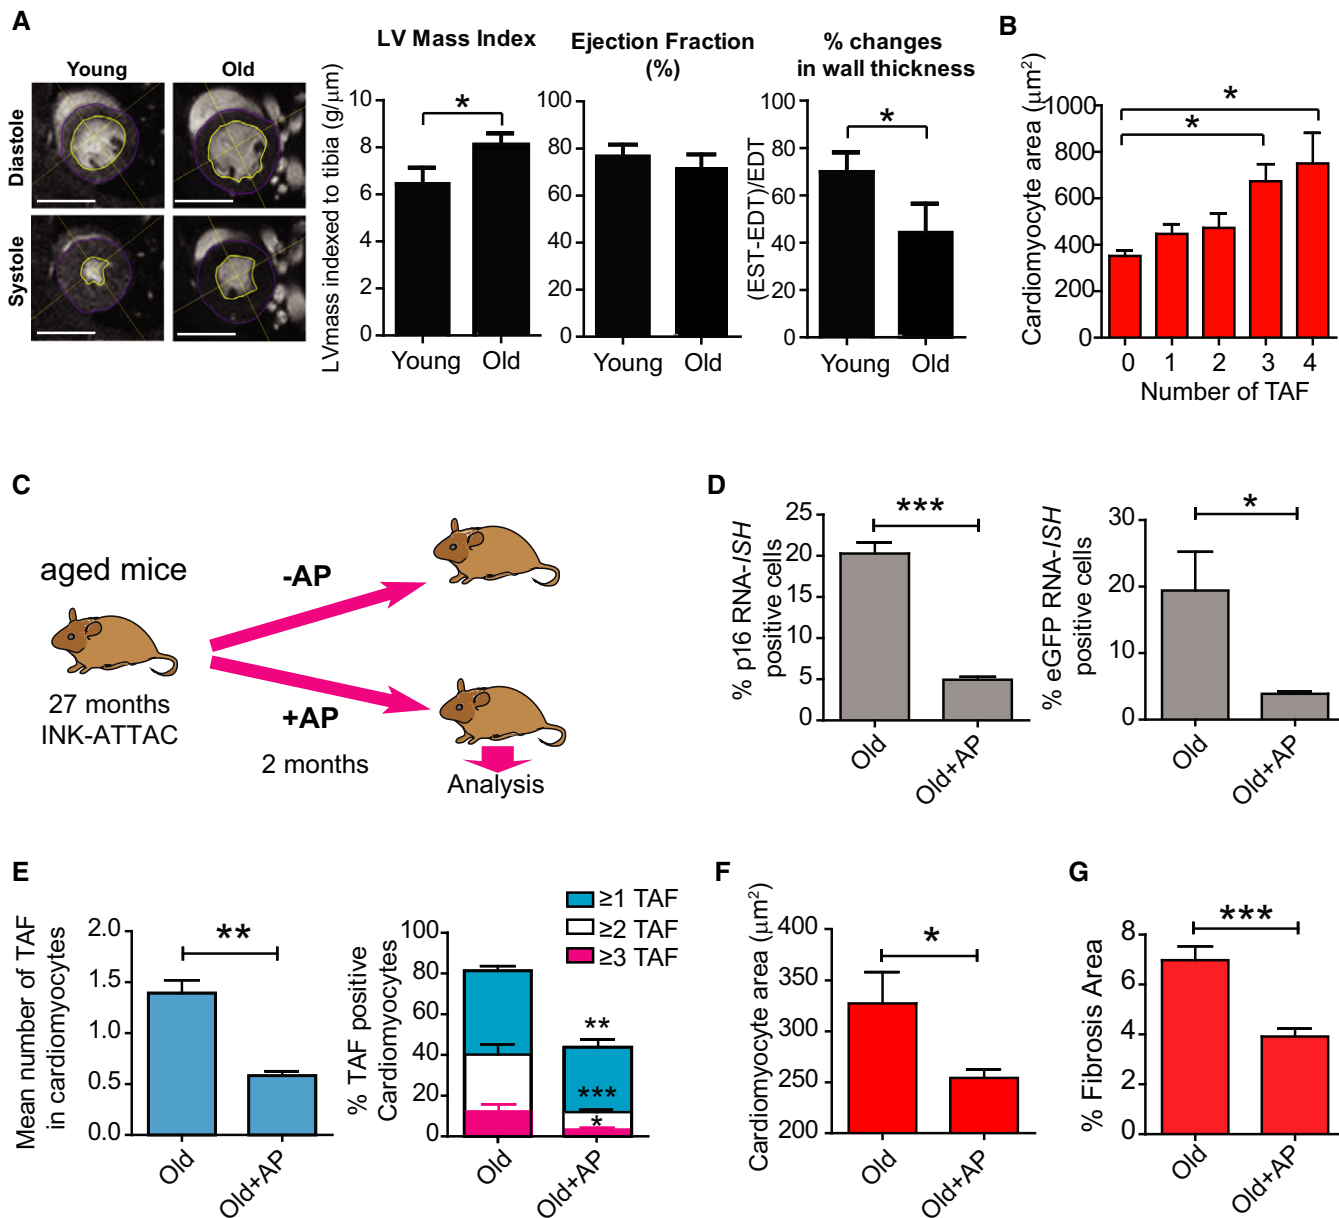 A
Young
Old
Diastole
Systole
LV Mass Index
LVmass indexed to tibia (g/μm)
10
8
6
4
2
0
*
Young
Old
Ejection Fraction
(%)
100
80
60
40
20
0
Young
Old
% changes
in wall thickness
(EST-EDT)/EDT
100
80
60
40
20
0
*
Young
Old
B
Cardiomyocyte area (μm²)
1000
800
600
400
200
0
*
*
0 1 2 3 4
Number of TAF
C
aged mice
27 months
INK-ATTAC
-AP
+AP
2 months
Analysis
D
% p16 RNA-ISH
positive cells
25
20
15
10
5
0
***
Old
Old+AP
% eGFP RNA-ISH
positive cells
30
20
10
0
*
Old
Old+AP
E
Mean number of TAF
in cardiomyocytes
2.0
1.5
1.0
0.5
0.0
**
Old
Old+AP
≥1 TAF
≥2 TAF
≥3 TAF
% TAF positive
Cardiomyocytes
100
80
60
40
20
0
**
***
*
Old
Old+AP
F
Cardiomyocyte area (μm²)
400
350
300
250
200
*
Old
Old+AP
G
% Fibrosis Area
8
6
4
2
0
***
Old
Old+AP